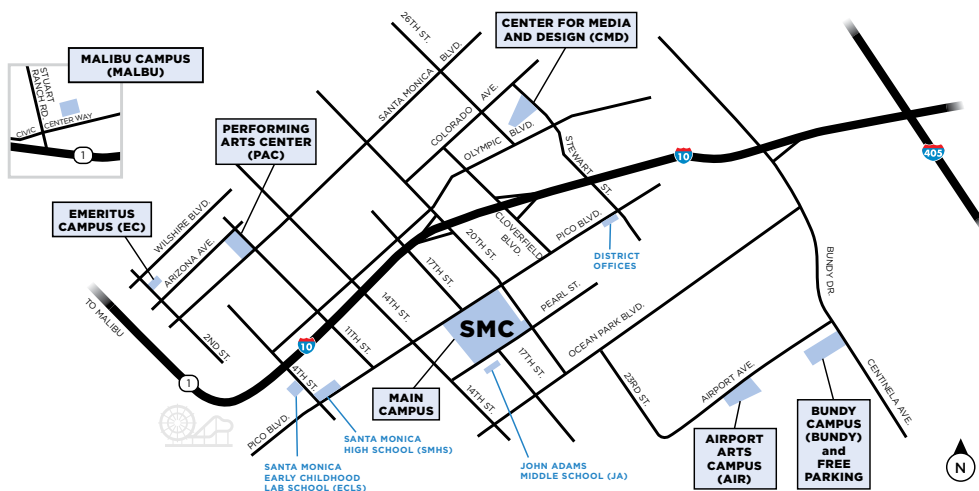 MALIBU CAMPUS
(MALBU)
STUART
RANCH RD.
CIVIC CENTER WAY
1
26TH ST.
SANTA MONICA BLVD.
CENTER FOR MEDIA
AND DESIGN (CMD)
COLORADO AVE.
OLYMPIC BLVD.
STEWART ST.
10
405
PERFORMING
ARTS CENTER
(PAC)
EMERITUS
CAMPUS (EC)
WILSHIRE BLVD.
ARIZONA AVE.
CLOVERFIELD
BLVD.
PICO BLVD.
DISTRICT
OFFICES
20TH ST.
17TH ST.
14TH ST.
11TH ST.
2ND ST.
4TH ST.
TO MALIBU
1
10
SMC
PEARL ST.
OCEAN PARK BLVD.
BUNDY DR.
17TH ST.
14TH ST.
23RD ST.
AIRPORT AVE.
CENTINELA AVE.
PICO BLVD.
MAIN
CAMPUS
SANTA MONICA
HIGH SCHOOL (SMHS)
SANTA MONICA
EARLY CHILDHOOD
LAB SCHOOL (ECLS)
JOHN ADAMS
MIDDLE SCHOOL (JA)
AIRPORT
ARTS
CAMPUS
(AIR)
BUNDY
CAMPUS
(BUNDY)
and
FREE
PARKING
N